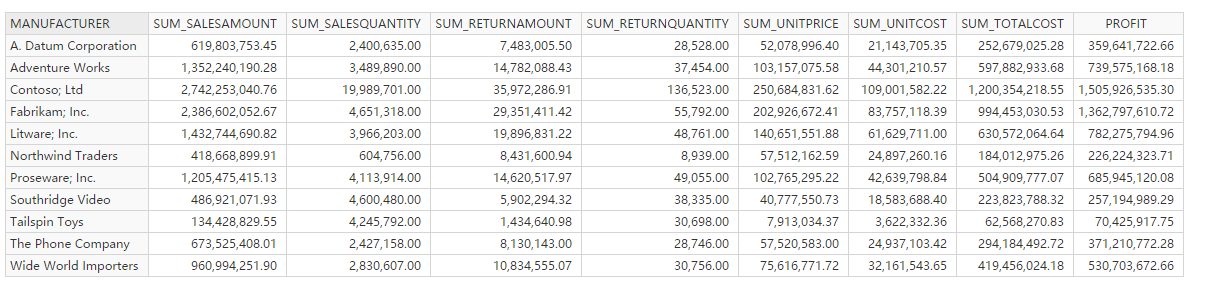 MANUFACTURER SUM_SALESAMOUNT SUM_SALESQUANTITY SUM_RETURNAMOUNT SUM_RETURNQUANTITY SUM_UNITPRICE SUM_UNITCOST SUM_TOTALCOST PROFIT
A. Datum Corporation 619,803,753.45 2,400,635.00 7,483,005.50 28,528.00 52,078,996.40 21,143,705.35 252,679,025.28 359,641,722.66
Adventure Works 1,352,240,190.28 3,489,890.00 14,782,088.43 37,454.00 103,157,075.58 44,301,210.57 597,882,933.68 739,575,168.18
Contoso; Ltd 2,742,253,040.76 19,989,701.00 35,972,286.91 136,523.00 250,684,831.62 109,001,582.22 1,200,354,218.55 1,505,926,535.30
Fabrikam; Inc. 2,386,602,052.67 4,651,318.00 29,351,411.42 55,792.00 202,926,672.41 83,757,118.39 994,453,030.53 1,362,797,610.72
Litware; Inc. 1,432,744,690.82 3,966,203.00 19,896,831.22 48,761.00 140,651,551.88 61,629,711.00 630,572,064.64 782,275,794.96
Northwind Traders 418,668,899.91 604,756.00 8,431,600.94 8,939.00 57,512,162.59 24,897,260.16 184,012,975.26 226,224,323.71
Proseware; Inc. 1,205,475,415.13 4,113,914.00 14,620,517.97 49,055.00 102,765,295.22 42,639,798.84 504,909,777.07 685,945,120.08
Southridge Video 486,921,071.93 4,600,480.00 5,902,294.32 38,335.00 40,777,550.73 18,583,688.40 223,823,788.32 257,194,989.29
Tailspin Toys 134,428,829.55 4,245,792.00 1,434,640.98 30,698.00 7,913,034.37 3,622,332.36 62,568,270.83 70,425,917.75
The Phone Company 673,525,408.01 2,427,158.00 8,130,143.00 28,746.00 57,520,583.00 24,937,103.42 294,184,492.72 371,210,772.28
Wide World Importers 960,994,251.90 2,830,607.00 10,834,555.07 30,756.00 75,616,771.72 32,161,543.65 419,456,024.18 530,703,672.66